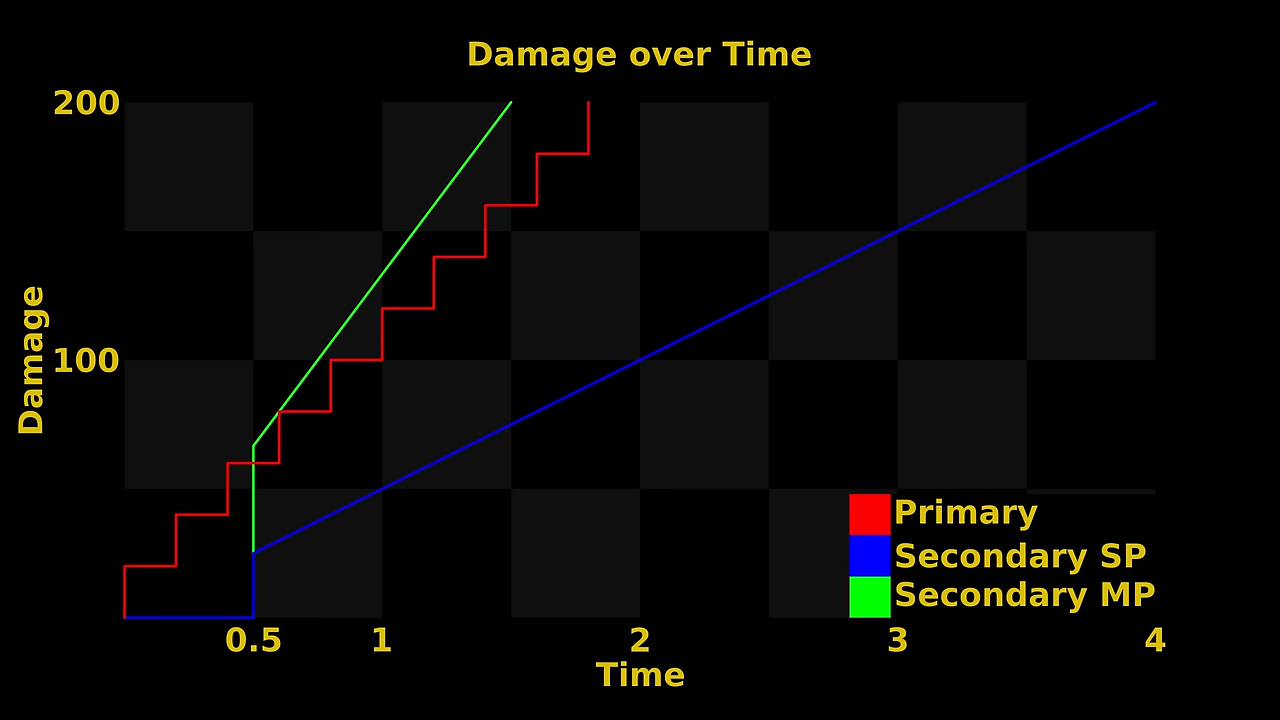 Damage over Time
200
100
Damage
0.5 1 2 3 4
Time
Primary
Secondary SP
Secondary MP